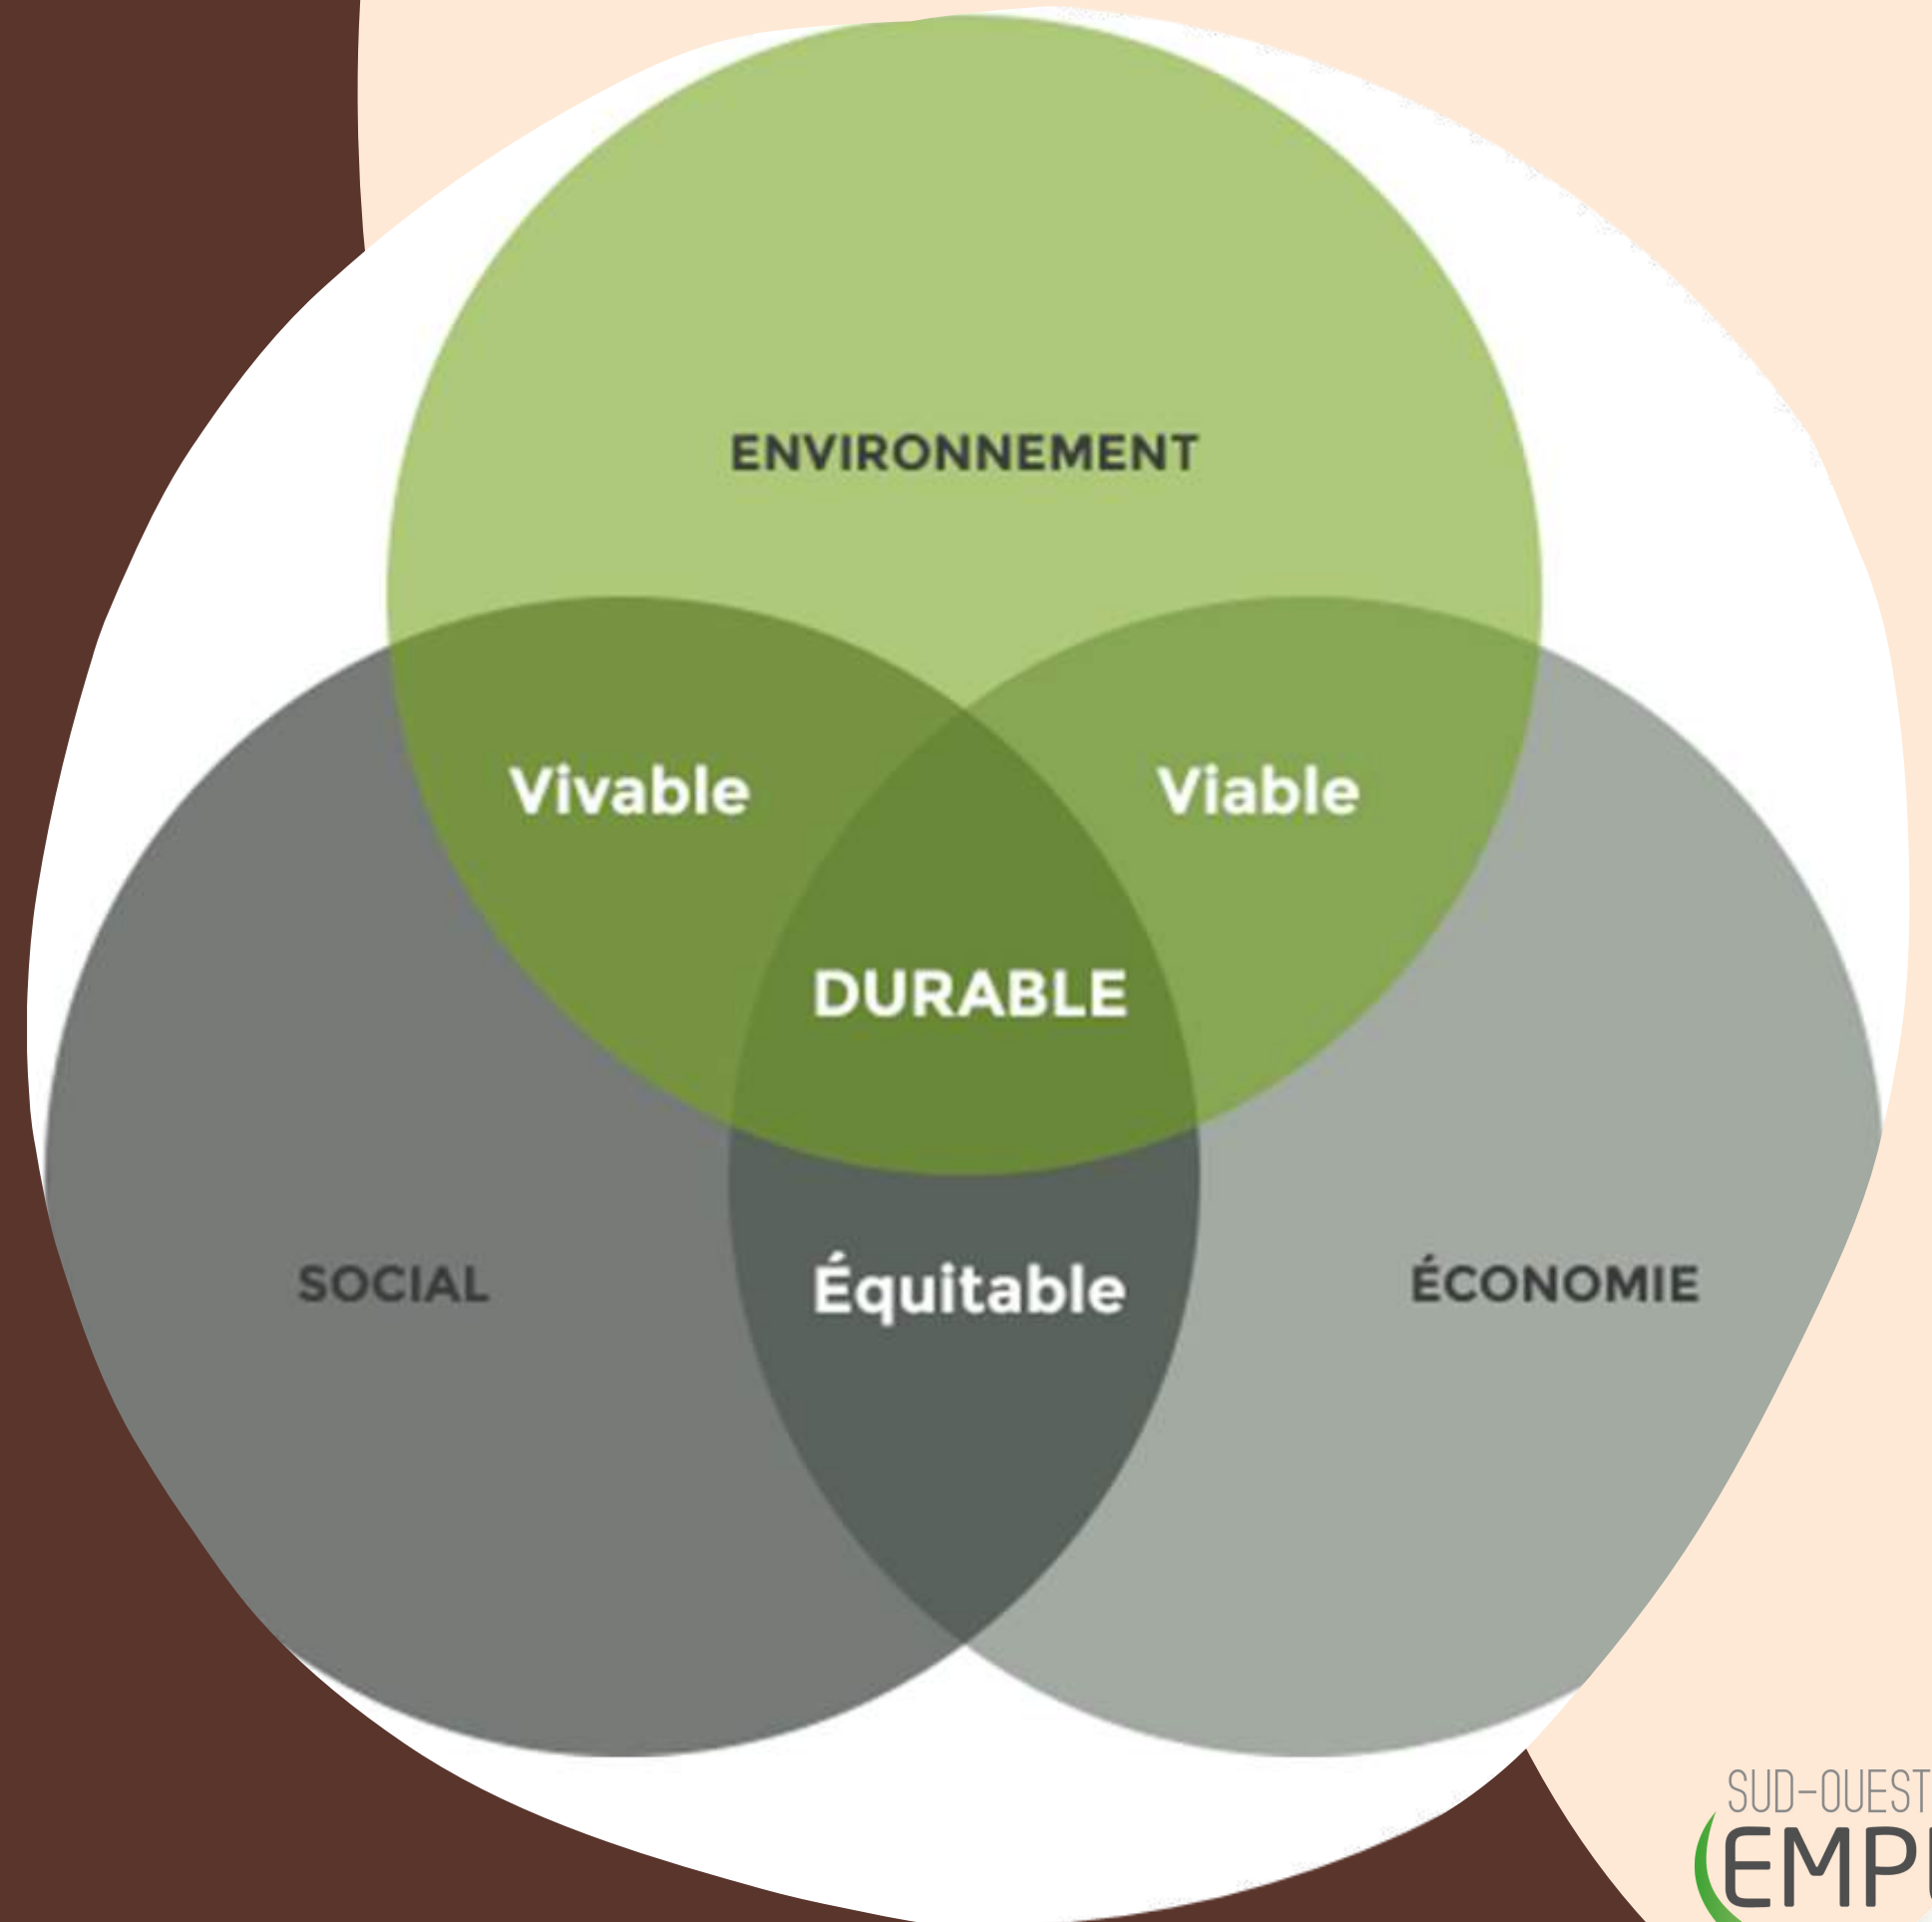 ENVIRONNEMENT
Vivable
Viable
DURABLE
SOCIAL
Équitable
ÉCONOMIE
SUD-OUEST